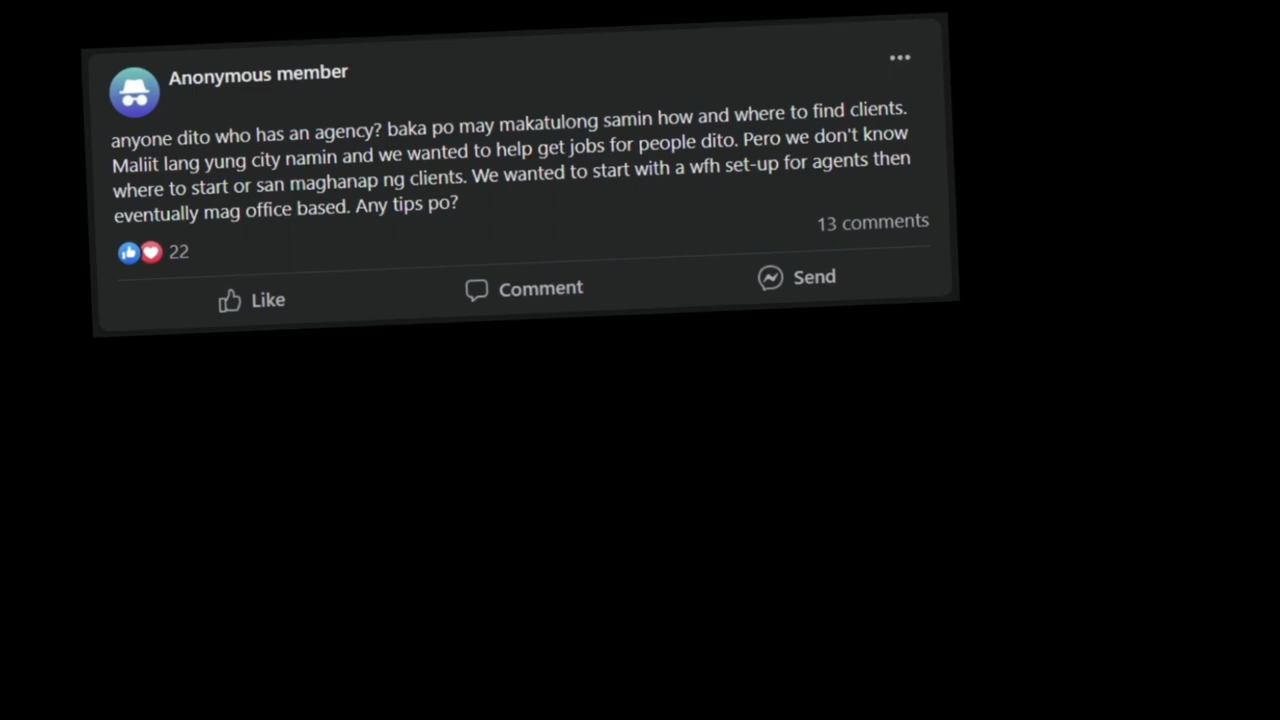 Anonymous member
anyone dito who has an agency? baka po may makatulong samin how and where to find clients.
Maliit lang yung city namin and we wanted to help get jobs for people dito. Pero we don't know
where to start or san maghanap ng clients. We wanted to start with a wfh set-up for agents then
eventually mag office based. Any tips po?
22
13 comments
Like
Comment
Send